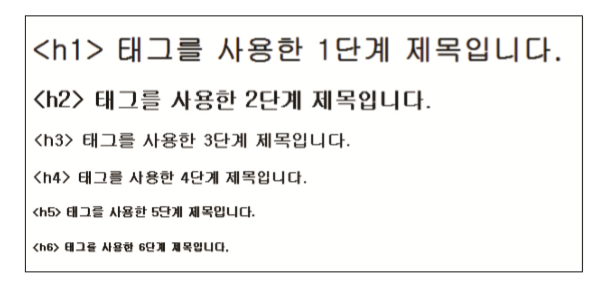 <h1> 태그를 사용한 1단계 제목입니다.
<h2> 태그를 사용한 2단계 제목입니다.
<h3> 태그를 사용한 3단계 제목입니다.
<h4> 태그를 사용한 4단계 제목입니다.
<h5> 태그를 사용한 5단계 제목입니다.
<h6> 태그를 사용한 6단계 제목입니다.